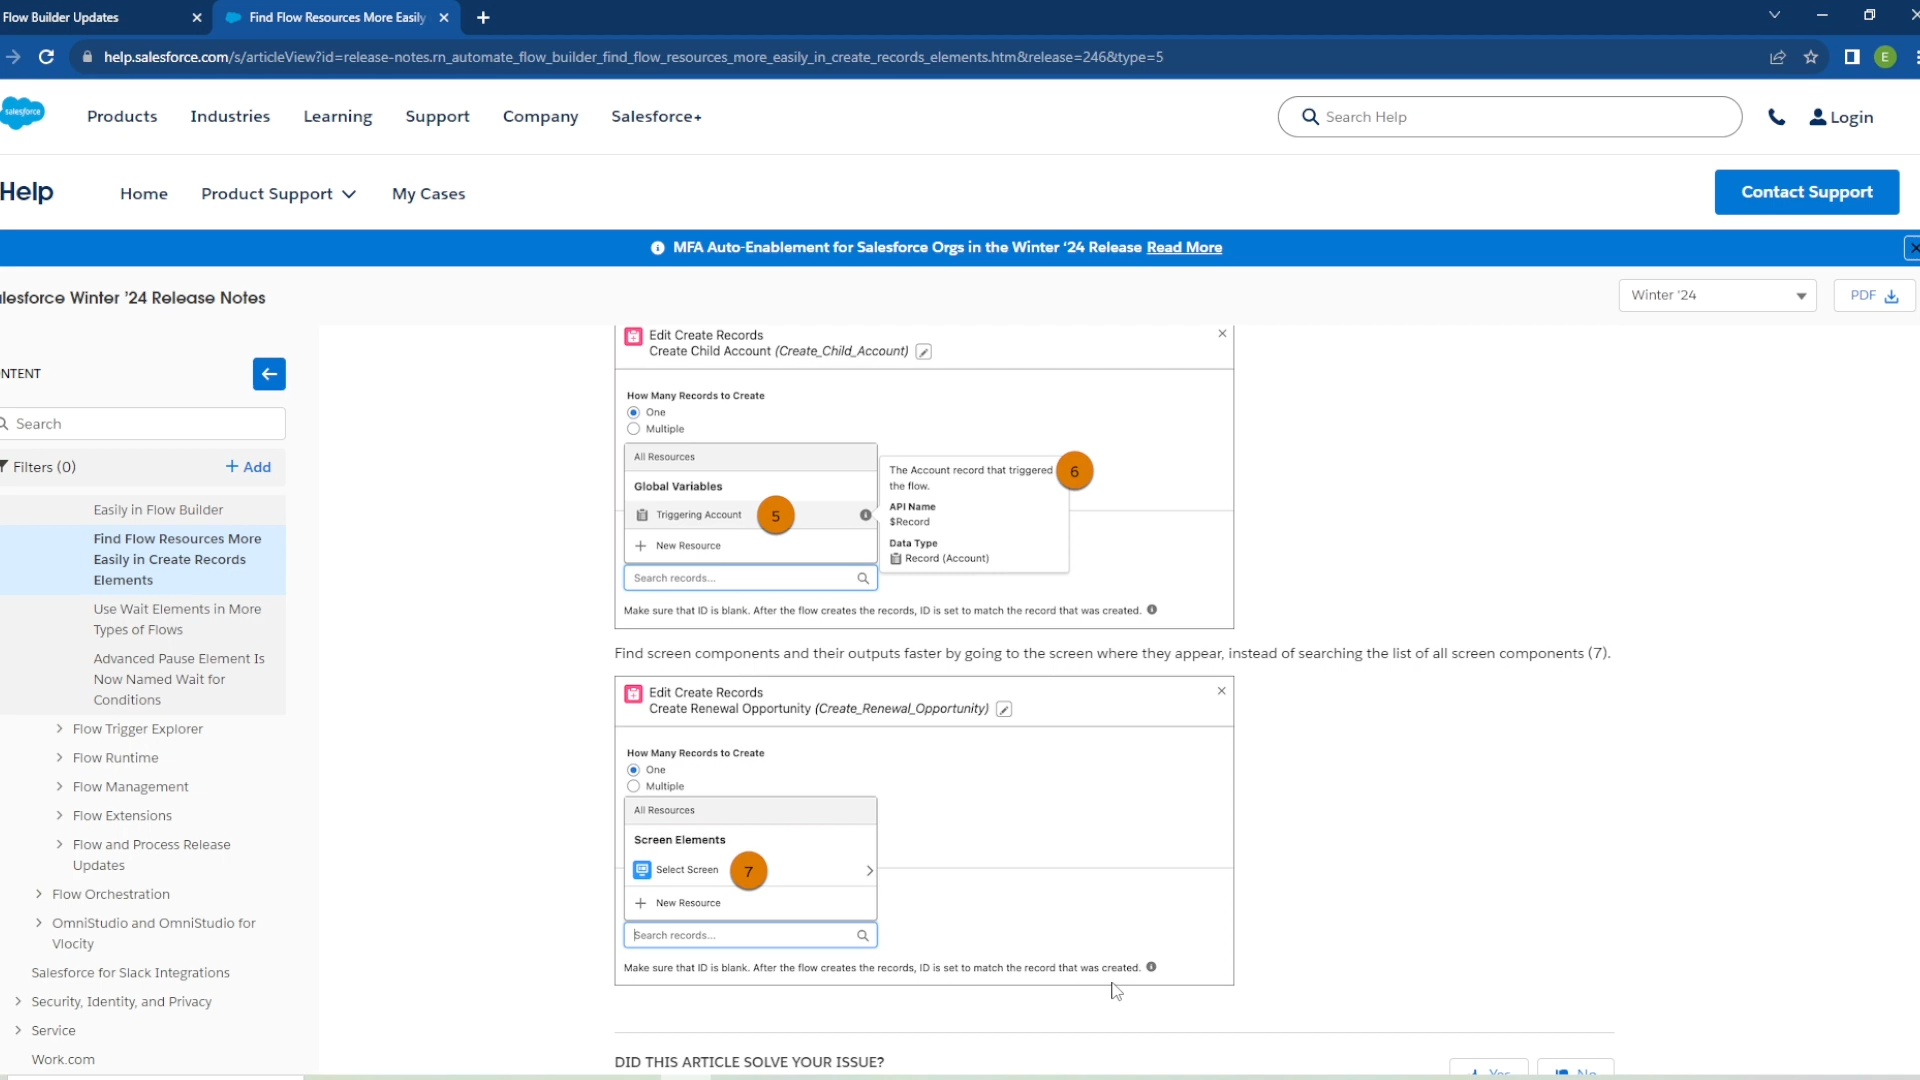 Flow Builder Updates
Find Flow Resources More Easily
help.salesforce.com/s/articleView?id=release-notes.rn_automate_flow_builder_find_flow_resources_more_easily_in_create_records_elements.htm&release=246&type=5
E
salesforce
Products Industries Learning Support Company Salesforce+
Search Help
Login
Help
Home Product Support My Cases
Contact Support
MFA Auto-Enablement for Salesforce Orgs in the Winter '24 Release Read More
lesforce Winter '24 Release Notes
Winter '24
PDF
NTENT
Search
Filters (0)
+ Add
Easily in Flow Builder
Find Flow Resources More
Easily in Create Records
Elements
Use Wait Elements in More
Types of Flows
Advanced Pause Element Is
Now Named Wait for
Conditions
Flow Trigger Explorer
Flow Runtime
Flow Management
Flow Extensions
Flow and Process Release
Updates
Flow Orchestration
OmniStudio and OmniStudio for
Vlocity
Salesforce for Slack Integrations
Security, Identity, and Privacy
Service
Work.com
Edit Create Records
Create Child Account (Create_Child_Account)
How Many Records to Create
One
Multiple
All Resources
Global Variables
Triggering Account
5
+ New Resource
Search records...
The Account record that triggered
the flow.
6
API Name
$Record
Data Type
Record (Account)
Make sure that ID is blank. After the flow creates the records, ID is set to match the record that was created.
Find screen components and their outputs faster by going to the screen where they appear, instead of searching the list of all screen components (7).
Edit Create Records
Create Renewal Opportunity (Create_Renewal_Opportunity)
How Many Records to Create
One
Multiple
All Resources
Screen Elements
Select Screen
7
+ New Resource
Search records...
Make sure that ID is blank. After the flow creates the records, ID is set to match the record that was created.
DID THIS ARTICLE SOLVE YOUR ISSUE?
Yes
No